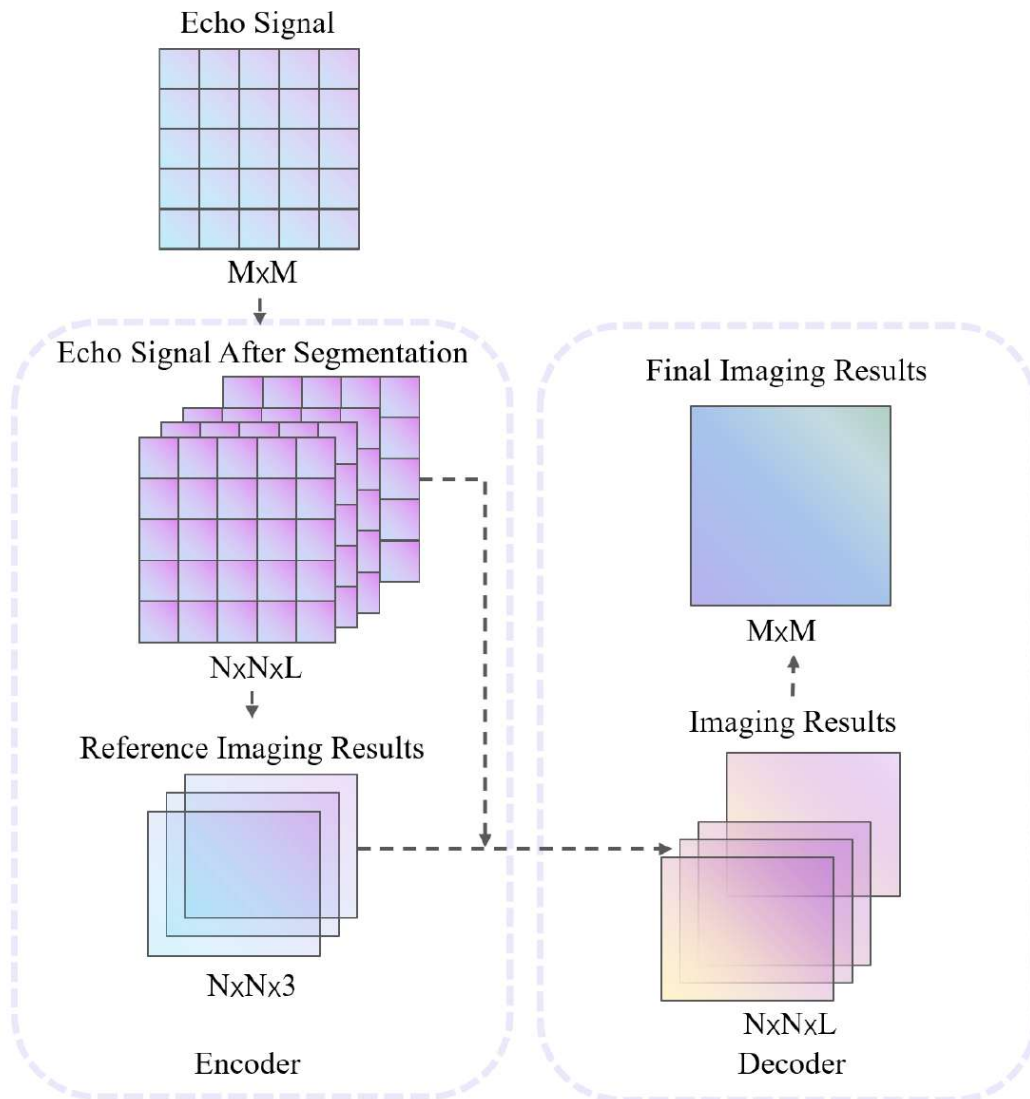 Echo Signal
MxM
Echo Signal After Segmentation
NxNxL
Reference Imaging Results
NxNx3
Encoder
Final Imaging Results
MxM
Imaging Results
NxNxL
Decoder